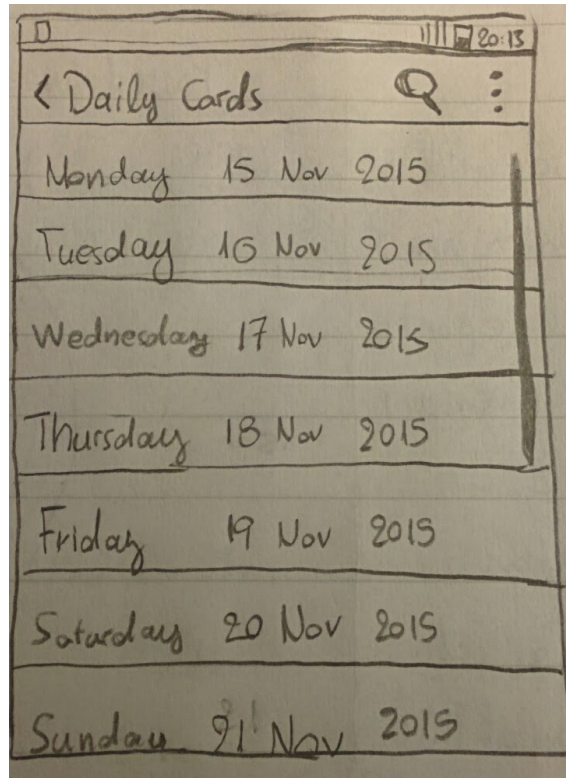 20:13
< Daily Cards
Monday 15 Nov 2015
Tuesday 16 Nov 2015
Wednesday 17 Nov 2015
Thursday 18 Nov 2015
Friday 19 Nov 2015
Saturday 20 Nov 2015
Sunday 21 Nov 2015